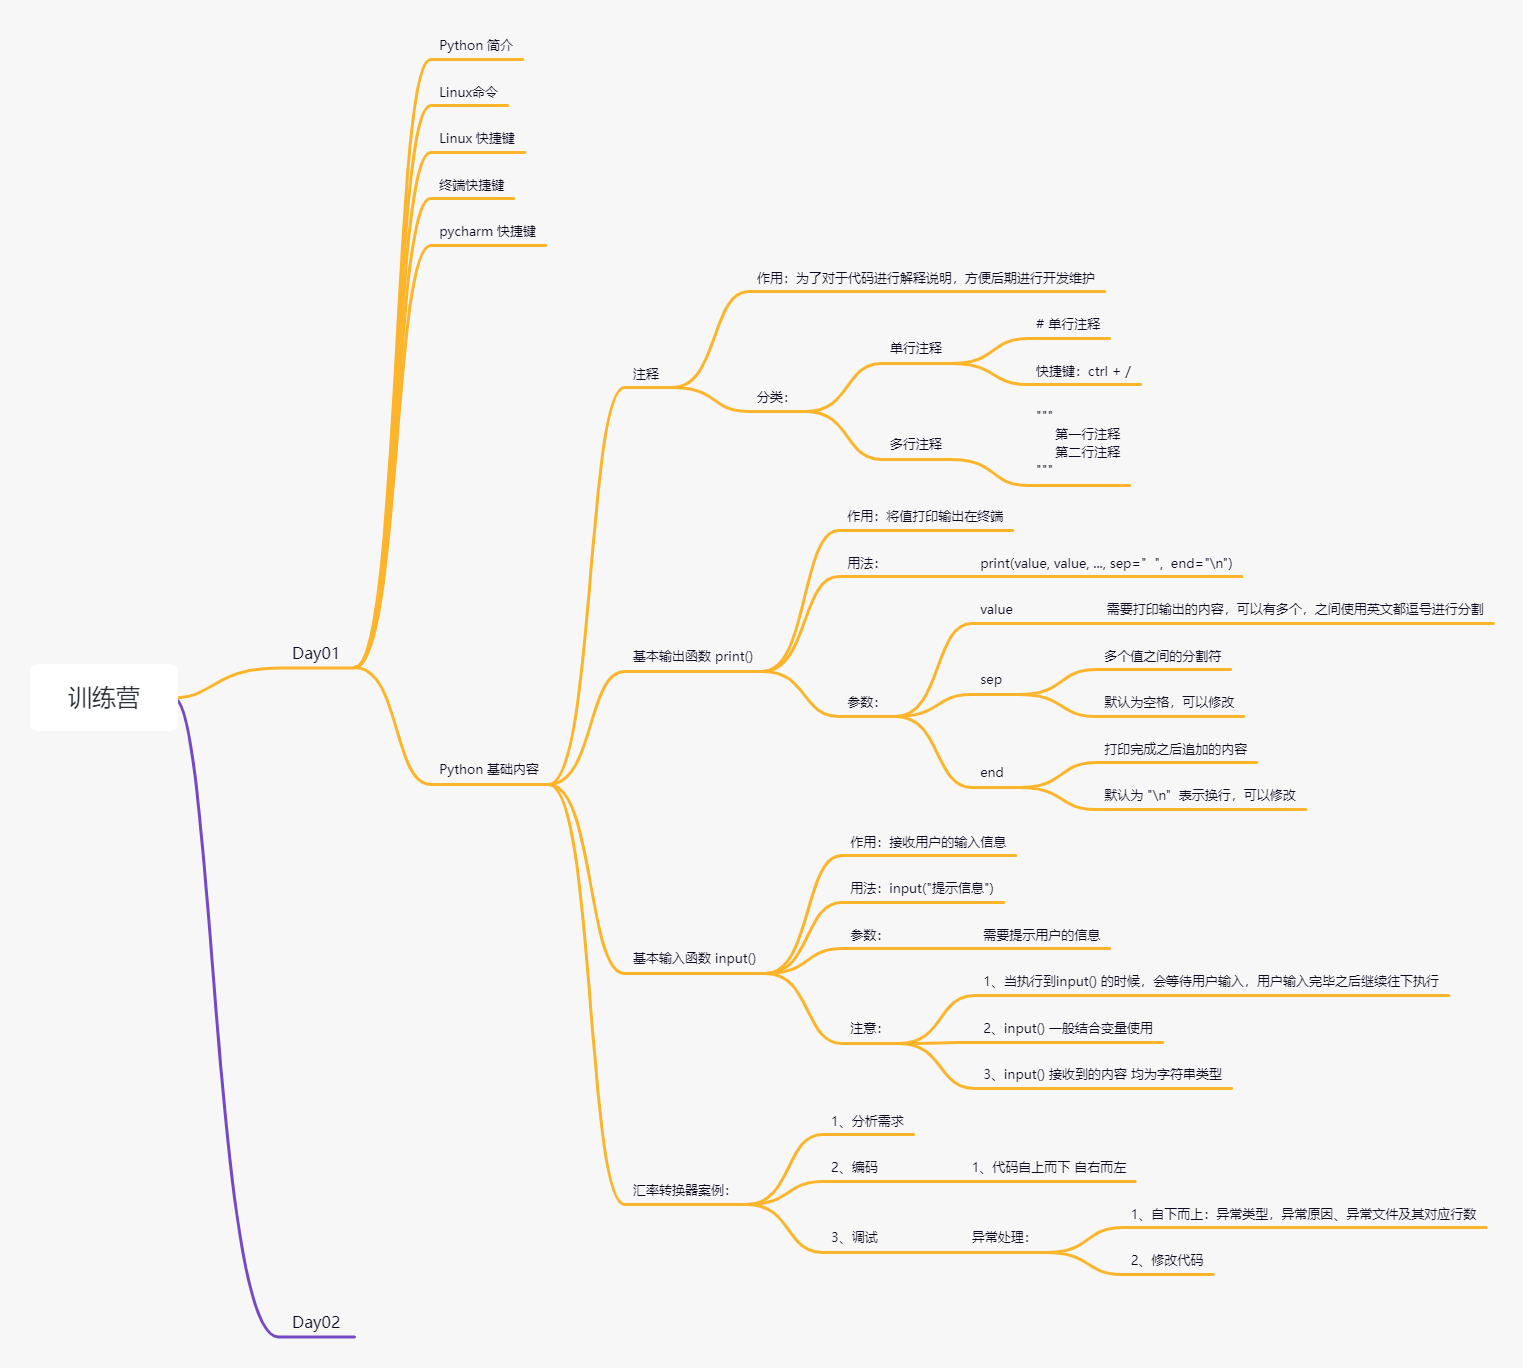 训练营
Day01
Python 简介
Linux命令
Linux 快捷键
终端快捷键
pycharm 快捷键
Python 基础内容
注释
作用：为了对于代码进行解释说明，方便后期进行开发维护
分类：
单行注释
# 单行注释
快捷键：ctrl + /
多行注释
"""
第一行注释
第二行注释
"""
基本输出函数 print()
作用：将值打印输出在终端
用法：
print(value, value, ..., sep="  ",  end="\n")
参数：
value
需要打印输出的内容，可以有多个，之间使用英文都逗号进行分割
sep
多个值之间的分割符
默认为空格，可以修改
end
打印完成之后追加的内容
默认为 "\n"  表示换行，可以修改
基本输入函数 input()
作用：接收用户的输入信息
用法：input("提示信息")
参数：
需要提示用户的信息
注意：
1、当执行到input() 的时候，会等待用户输入，用户输入完毕之后继续往下执行
2、input() 一般结合变量使用
3、input() 接收到的内容 均为字符串类型
汇率转换器案例：
1、分析需求
2、编码
1、代码自上而下 自右而左
3、调试
异常处理：
1、自下而上：异常类型，异常原因、异常文件及其对应行数
2、修改代码
Day02